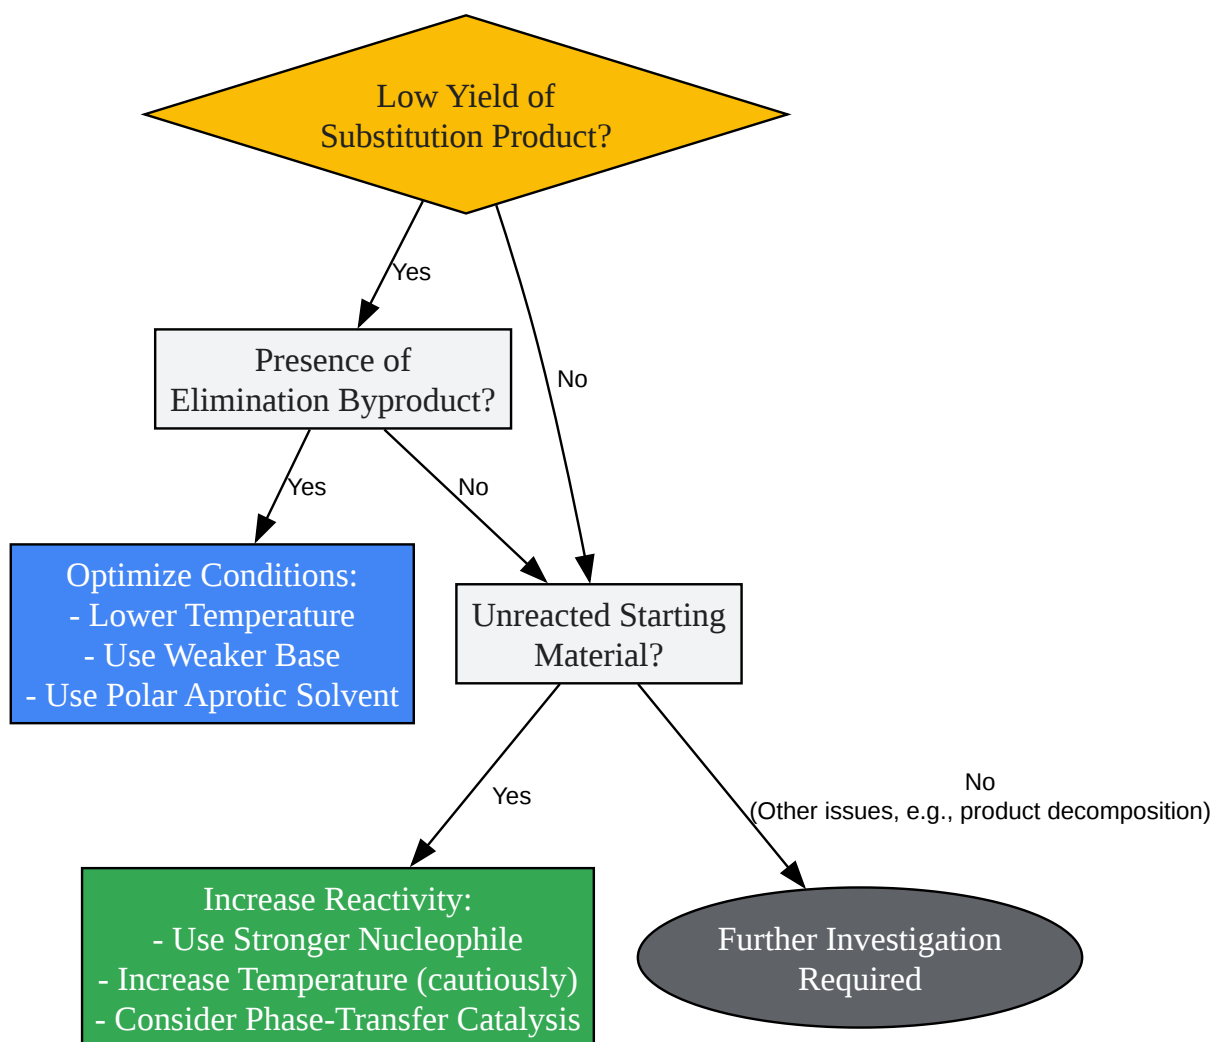 Low Yield of
Substitution Product?
Yes
No
Presence of
Elimination Byproduct?
Yes
No
Optimize Conditions:
- Lower Temperature
- Use Weaker Base
- Use Polar Aprotic Solvent
Unreacted Starting
Material?
Yes
No
(Other issues, e.g., product decomposition)
Increase Reactivity:
- Use Stronger Nucleophile
- Increase Temperature (cautiously)
- Consider Phase-Transfer Catalysis
Further Investigation
Required